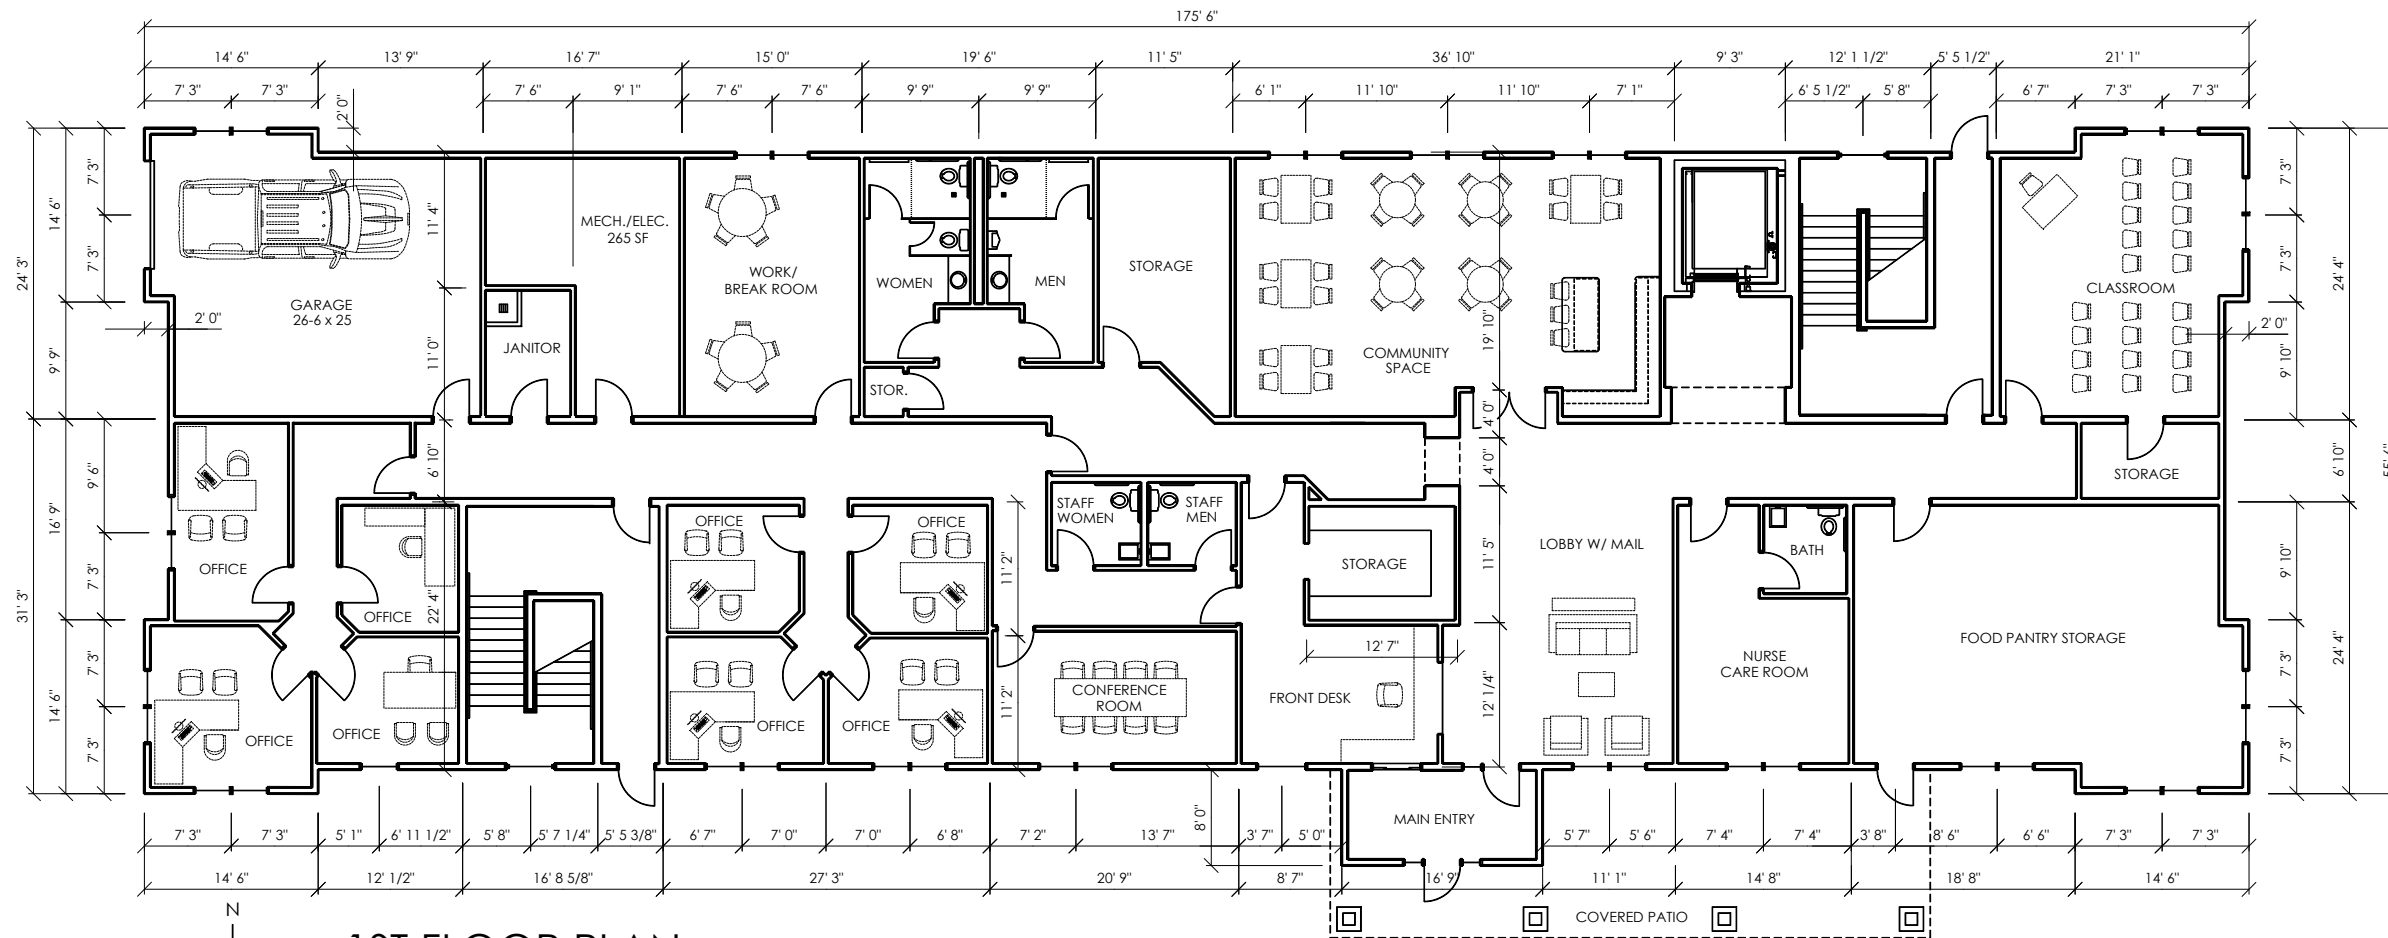 175' 6"
14' 6"
13' 9"
16' 7"
15' 0"
19' 6"
11' 5"
36' 10"
9' 3"
12' 1 1/2"
5' 5 1/2"
21' 1"
7' 3"
7' 3"
7' 6"
9' 1"
7' 6"
7' 6"
9' 9"
9' 9"
6' 1"
11' 10"
11' 10"
7' 1"
6' 5 1/2"
5' 8"
6' 7"
7' 3"
7' 3"
2' 0"
24' 3"
14' 6"
7' 3"
7' 3"
9' 9"
2' 0"
31' 3"
16' 9"
9' 6"
7' 3"
14' 6"
7' 3"
7' 3"
GARAGE
26-6 x 25
11' 4"
11' 0"
MECH./ELEC.
265 SF
JANITOR
WORK/
BREAK ROOM
WOMEN
MEN
STOR.
STORAGE
COMMUNITY
SPACE
19' 10"
4' 0"
4' 0"
11' 5"
12' 1/4"
CLASSROOM
STORAGE
7' 3"
7' 3"
9' 10"
2' 0"
24' 4"
6' 10"
24' 4"
9' 10"
7' 3"
7' 3"
6' 10"
22' 4"
OFFICE
OFFICE
OFFICE
OFFICE
OFFICE
OFFICE
OFFICE
OFFICE
11' 2"
11' 2"
STAFF
WOMEN
STAFF
MEN
STORAGE
12' 7"
CONFERENCE
ROOM
FRONT DESK
LOBBY W/ MAIL
BATH
NURSE
CARE ROOM
FOOD PANTRY STORAGE
MAIN ENTRY
8' 0"
7' 3"
7' 3"
5' 1"
6' 11 1/2"
5' 8"
5' 7 1/4"
5' 5 3/8"
6' 7"
7' 0"
7' 0"
6' 8"
7' 2"
13' 7"
3' 7"
5' 0"
5' 7"
5' 6"
7' 4"
7' 4"
3' 8"
8' 6"
6' 6"
7' 3"
7' 3"
14' 6"
12' 1/2"
16' 8 5/8"
27' 3"
20' 9"
8' 7"
16' 9"
11' 1"
14' 8"
18' 8"
14' 6"
N
COVERED PATIO
1ST FLOOR PLAN